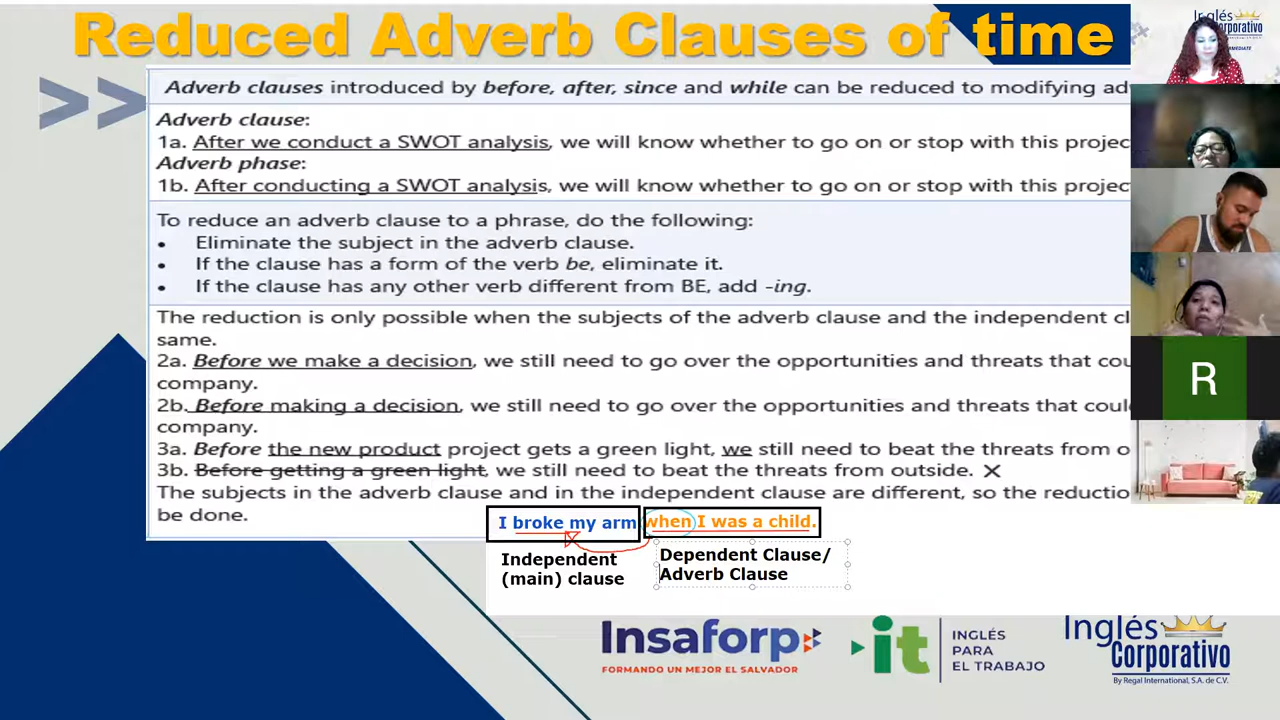 Reduced Adverb Clauses of time
Adverb clauses introduced by before, after, since and while can be reduced to modifying adv
Adverb clause:
1a. After we conduct a SWOT analysis, we will know whether to go on or stop with this projec
Adverb phase:
1b. After conducting a SWOT analysis, we will know whether to go on or stop with this projec
To reduce an adverb clause to a phrase, do the following:
• Eliminate the subject in the adverb clause.
• If the clause has a form of the verb be, eliminate it.
• If the clause has any other verb different from BE, add -ing.
The reduction is only possible when the subjects of the adverb clause and the independent cl
same.
2a. Before we make a decision, we still need to go over the opportunities and threats that cou
company.
2b. Before making a decision, we still need to go over the opportunities and threats that coul
company.
3a. Before the new product project gets a green light, we still need to beat the threats from o
3b. Before getting a green light, we still need to beat the threats from outside. X
The subjects in the adverb clause and in the independent clause are different, so the reductio
be done.
I broke my arm when I was a child.
Independent
(main) clause
Dependent Clause/
Adverb Clause
Insaforp
FORMANDO UN MEJOR EL SALVADOR
it
INGLÉS
PARA
EL TRABAJO
Inglés
Corporativo
By Regal International, S.A. de C.V.
Inglés
orporativo
R